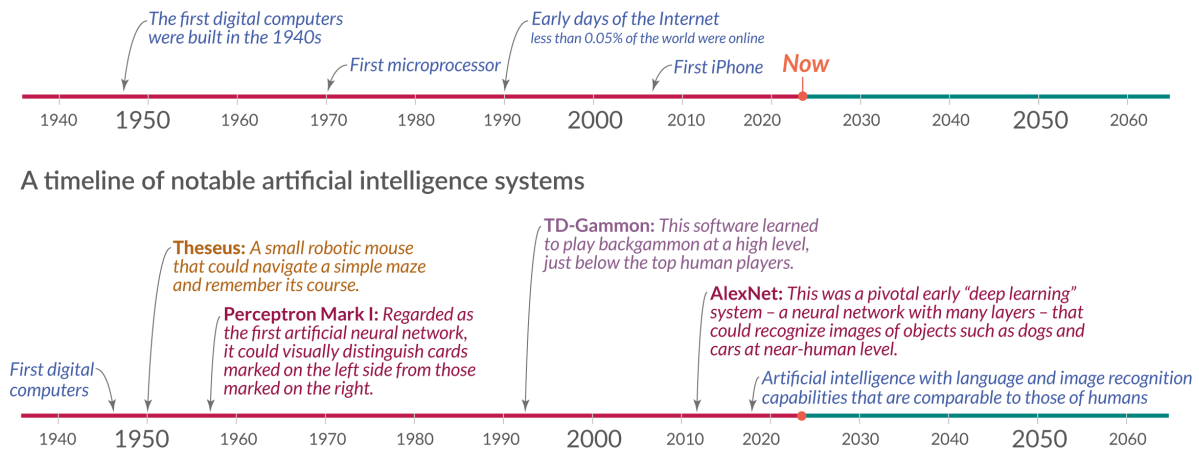 The first digital computers
were built in the 1940s
Early days of the Internet
less than 0.05% of the world were online
First microprocessor
First iPhone
Now
1940
1950
1960
1970
1980
1990
2000
2010
2020
2030
2040
2050
2060
A timeline of notable artificial intelligence systems
TD-Gammon: This software learned
to play backgammon at a high level,
just below the top human players.
Theseus: A small robotic mouse
that could navigate a simple maze
and remember its course.
AlexNet: This was a pivotal early “deep learning”
system – a neural network with many layers – that
could recognize images of objects such as dogs and
cars at near-human level.
Perceptron Mark I: Regarded as
the first artificial neural network,
it could visually distinguish cards
marked on the left side from those
marked on the right.
First digital
computers
Artificial intelligence with language and image recognition
capabilities that are comparable to those of humans
1940
1950
1960
1970
1980
1990
2000
2010
2020
2030
2040
2050
2060